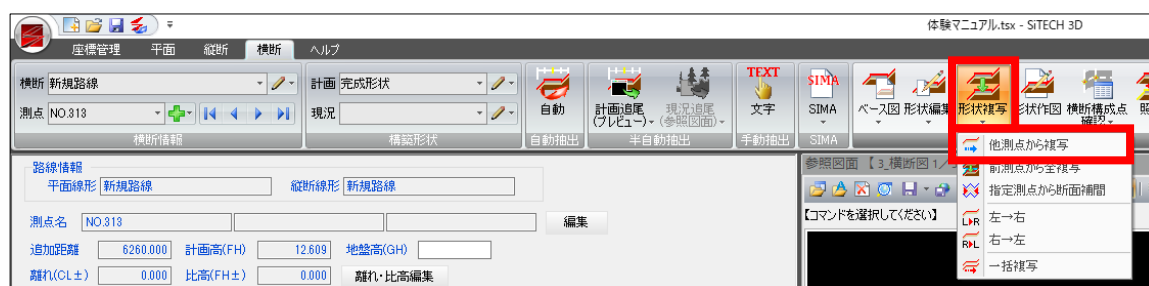 体験マニュアル.tsx - SiTECH 3D
座標管理 平面 縦断 横断 ヘルプ
横断 新規路線 計画 完成形状 TEXT SIMA
測点 NO.313 現況 自動 計画追尾 (プレビュー) 現況追尾 (参照図面) 文字 SIMA ベース図 形状編集 形状複写 形状作図 横断構成点 確認
横断情報 構築形状 自動抽出 半自動抽出 手動抽出 SIMA
他測点から複写
路線情報 参照図面 【 3_横断図 1/ 前測点から全複写
平面線形 新規路線 縦断線形 新規路線 指定測点から断面補間
測点名 NO.313 編集 【コマンドを選択してください】 L▶R 左→右
追加距離 6260.000 計画高(FH) 12.609 地盤高(GH) R▶L 右→左
離れ(CL±) 0.000 比高(FH±) 0.000 離れ・比高編集 一括複写